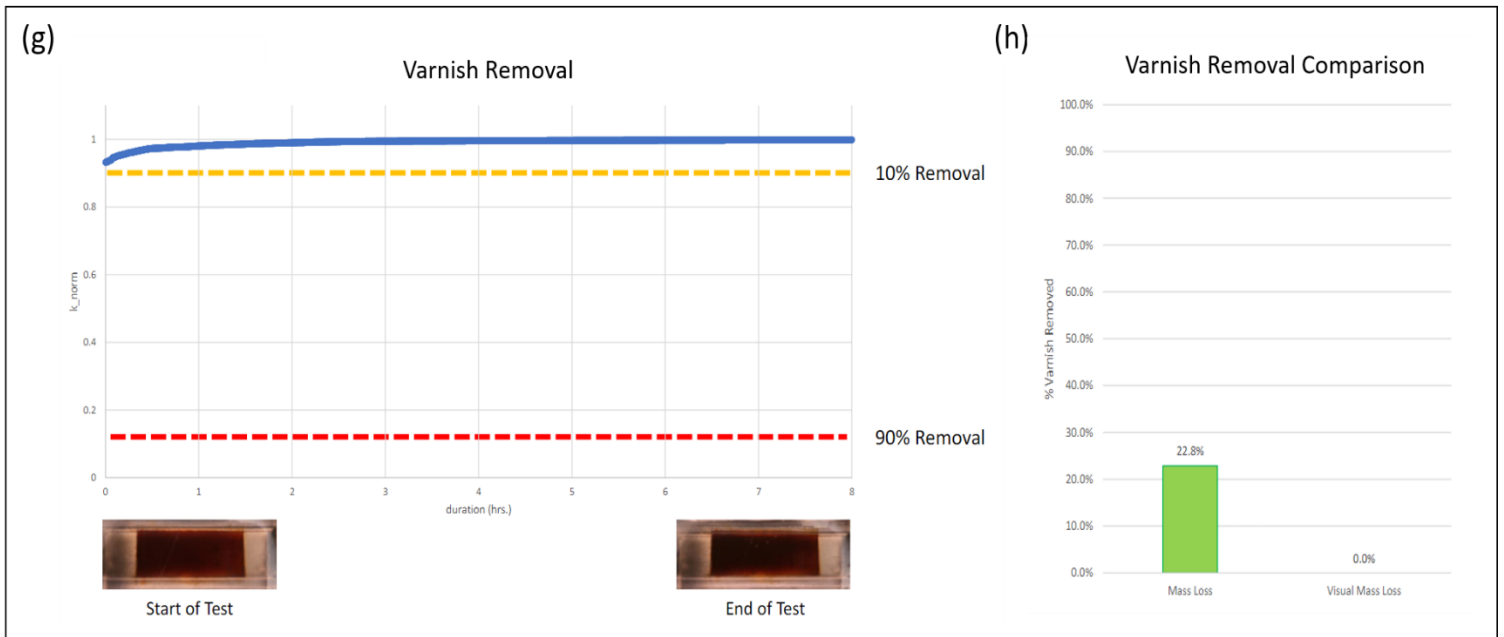 (g)
Varnish Removal
k_norm
1
0.8
0.6
0.4
0.2
0
0 1 2 3 4 5 6 7 8
duration (hrs.)
10% Removal
90% Removal
Start of Test
End of Test
(h)
Varnish Removal Comparison
% Varnish Removed
100.0%
90.0%
80.0%
70.0%
60.0%
50.0%
40.0%
30.0%
20.0%
10.0%
0.0%
22.8%
0.0%
Mass Loss
Visual Mass Loss